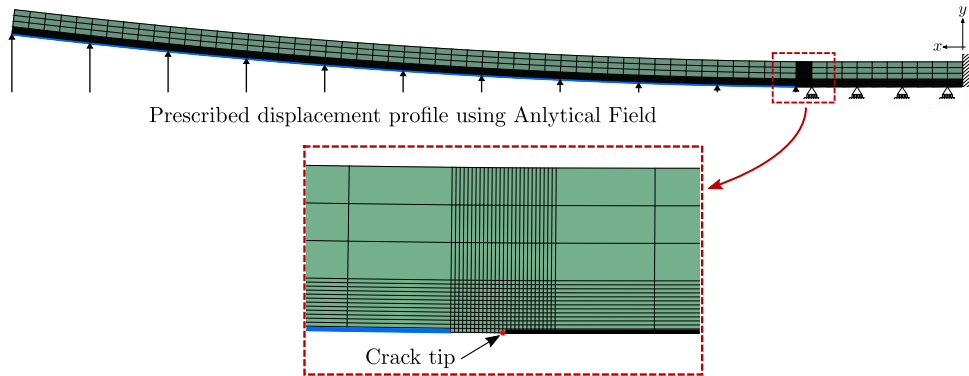 y
x
Prescribed displacement profile using Anlytical Field
Crack tip